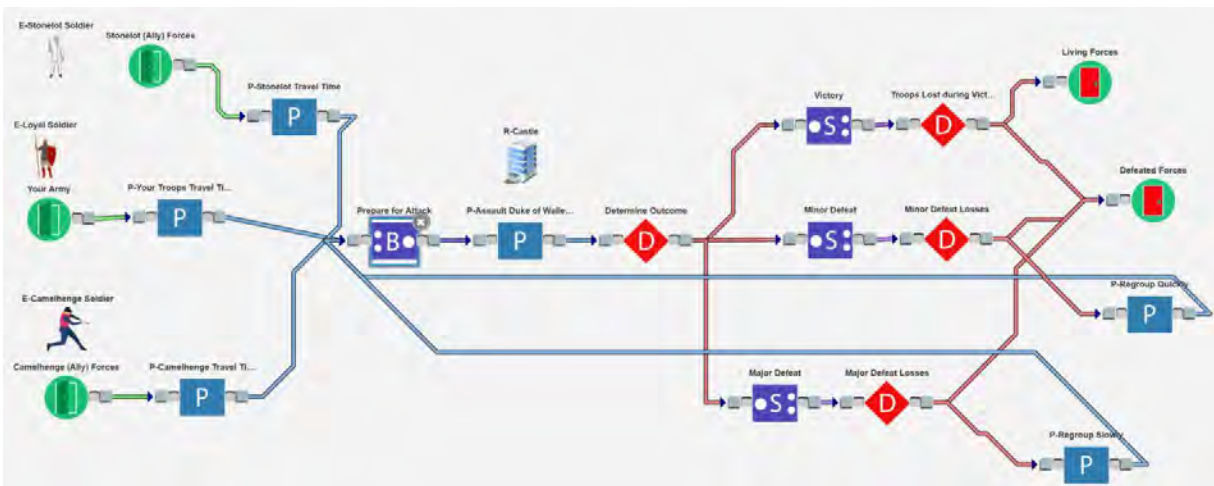 E-Stonelot Soldier
Stonelot (Ally) Forces
P-Stonelot Travel Time
P
E-Loyal Soldier
Your Army
P-Your Troops Travel Ti...
P
E-Camelhenge Soldier
Camelhenge (Ally) Forces
P-Camelhenge Travel Ti...
P
R-Castle
Prepare for Attack
B
P-Assault Duke of Walle...
P
Determine Outcome
D
Victory
S
Troops Lost during Vict...
D
Living Forces
Defeated Forces
Minor Defeat
S
Minor Defeat Losses
D
P-Regroup Quickly
P
Major Defeat
S
Major Defeat Losses
D
P-Regroup Slowly
P